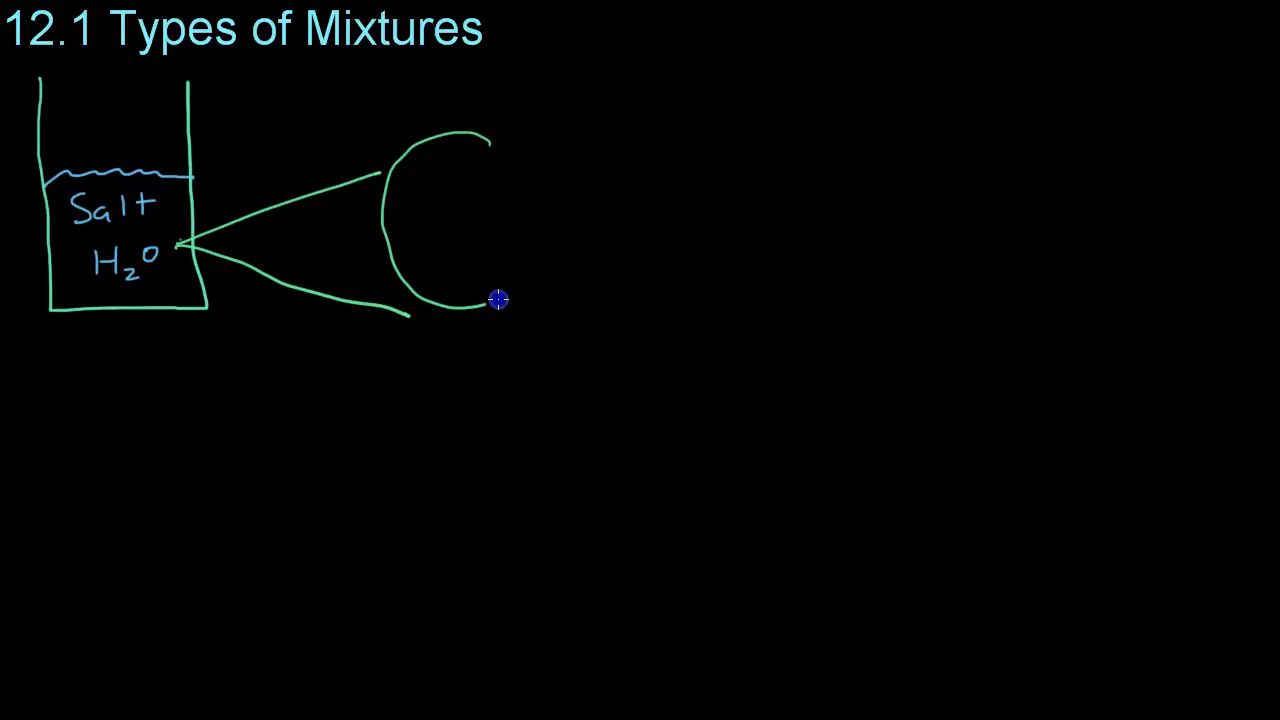 12.1 Types of Mixtures
Salt
H₂O